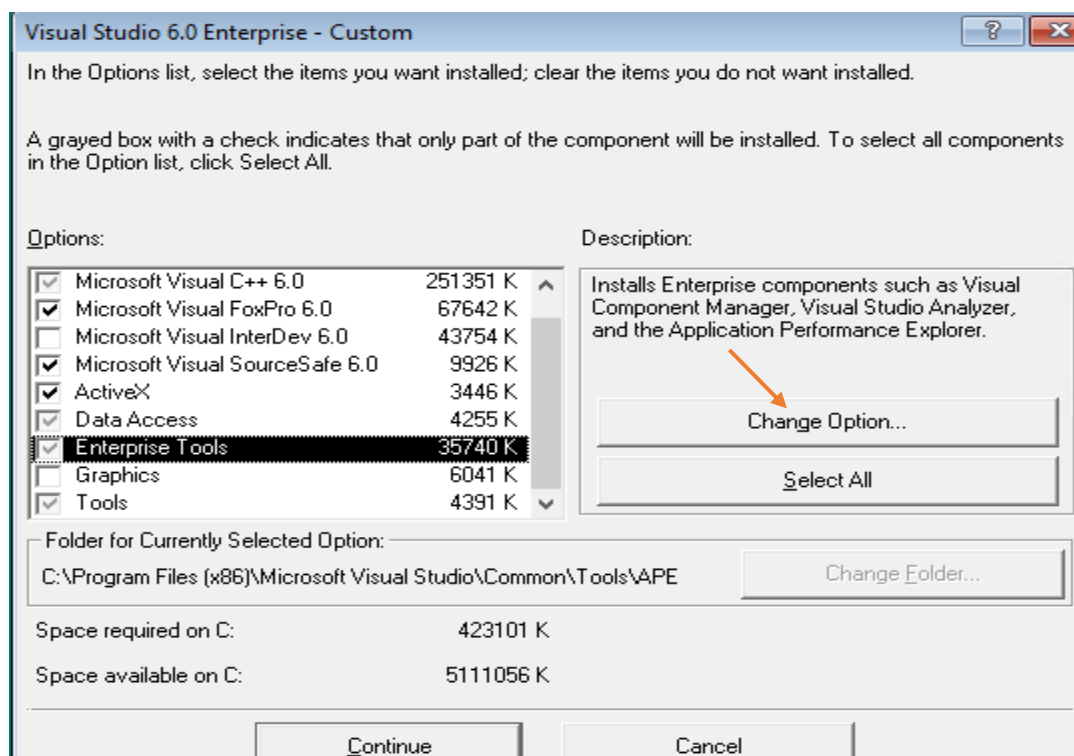 Visual Studio 6.0 Enterprise - Custom
In the Options list, select the items you want installed; clear the items you do not want installed.
A grayed box with a check indicates that only part of the component will be installed. To select all components
in the Option list, click Select All.
Options:
Description:
Microsoft Visual C++ 6.0 251351 K
Microsoft Visual FoxPro 6.0 67642 K
Microsoft Visual InterDev 6.0 43754 K
Microsoft Visual SourceSafe 6.0 9926 K
ActiveX 3446 K
Data Access 4255 K
Enterprise Tools 35740 K
Graphics 6041 K
Tools 4391 K
Installs Enterprise components such as Visual
Component Manager, Visual Studio Analyzer,
and the Application Performance Explorer.
Change Option...
Select All
Folder for Currently Selected Option:
C:\Program Files (x86)\Microsoft Visual Studio\Common\Tools\APE
Change Folder...
Space required on C: 423101 K
Space available on C: 5111056 K
Continue
Cancel